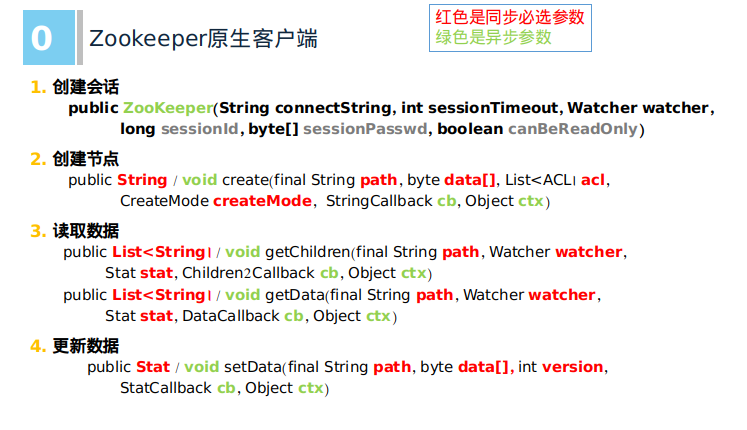 0
Zookeeper原生客户端
红色是同步必选参数
绿色是异步参数
1. 创建会话
public ZooKeeper(String connectString, int sessionTimeout, Watcher watcher,
long sessionId, byte[] sessionPasswd, boolean canBeReadOnly)
2. 创建节点
public String / void create(final String path, byte data[], List<ACL| acl,
CreateMode createMode, StringCallback cb, Object ctx)
3. 读取数据
public List<String| / void getChildren(final String path, Watcher watcher,
Stat stat, Children2Callback cb, Object ctx)
public List<String| / void getData(final String path, Watcher watcher,
Stat stat, DataCallback cb, Object ctx)
4. 更新数据
public Stat / void setData(final String path, byte data[], int version,
StatCallback cb, Object ctx)